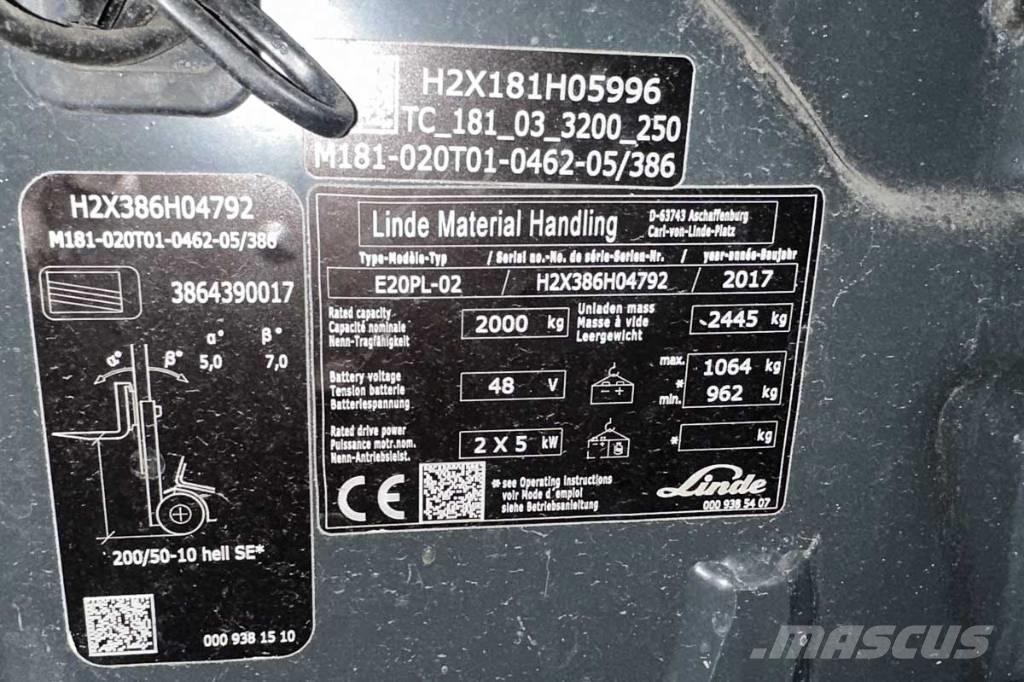 H2X181H05996
TC_181_03_3200_250
M181-020T01-0462-05/386
H2X386H04792
M181-020T01-0462-05/386
3864390017
α° β°
5,0 7,0
α° β°
200/50-10 hell SE*
000 938 15 10
Linde Material Handling
D-63743 Aschaffenburg
Carl-von-Linde-Platz
Type-Modèle-Typ / Serial no.-No. de série-Serien-Nr. / year-année-Baujahr
E20PL-02 / H2X386H04792 / 2017
Rated capacity
Capacité nominale
Nenn-Tragfähigkeit
2000 kg
Unladen mass
Masse à vide
Leergewicht
2445 kg
Battery voltage
Tension batterie
Batteriespannung
48 V
max. 1064 kg
* min. 962 kg
Rated drive power
Puissance motr.nom.
Nenn-Antriebsleist.
2 X 5 kW
* kg
CE
*see Operating Instructions
voir Mode d'emploi
siehe Betriebsanleitung
Linde
000 938 54 07
MASCUS